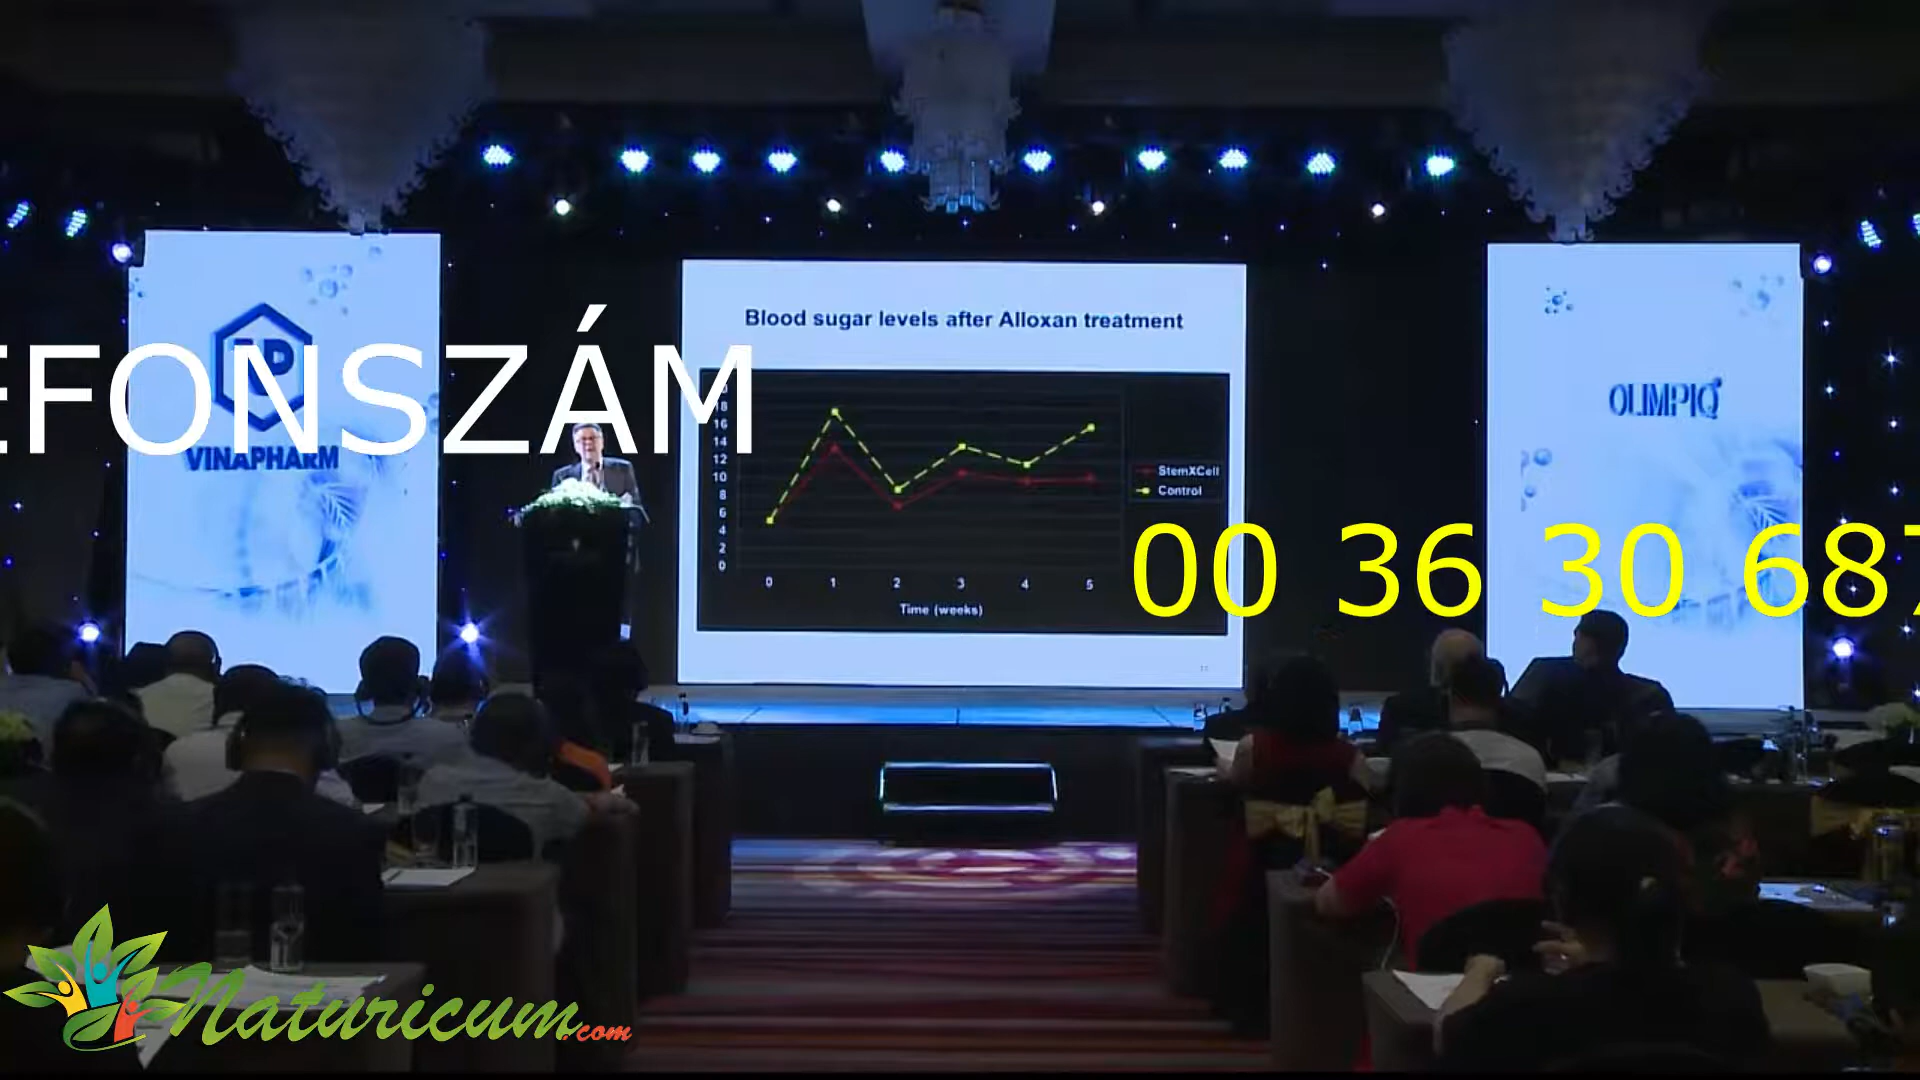 Blood sugar levels after Alloxan treatment
EFONSZÁM
VINAPHARM
OLIMPIQ
18
16
14
12
10
8
6
4
2
0
StemXCell
Control
0 1 2 3 4 5
Time (weeks)
00 36 30 687
Naturicum.com